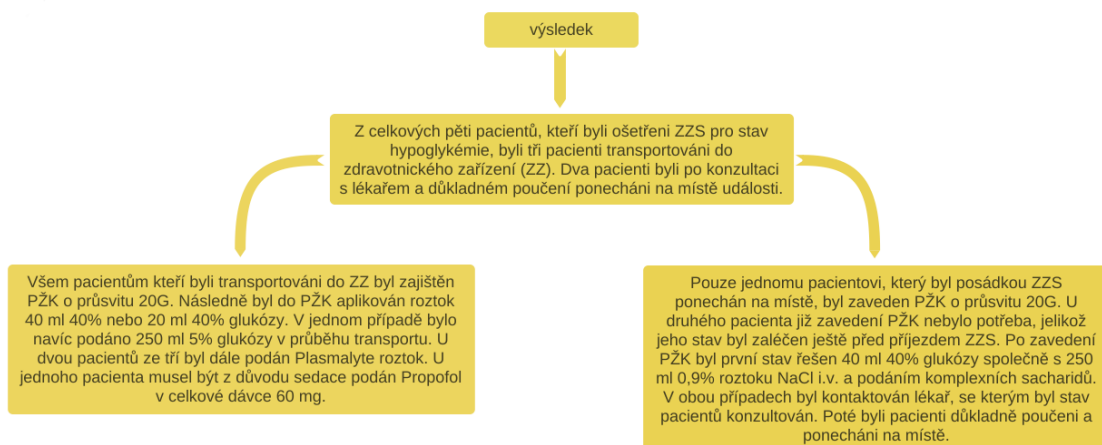 výsledek
Z celkových pěti pacientů, kteří byli ošetřeni ZZS pro stav
hypoglykémie, byli tři pacienti transportováni do
zdravotnického zařízení (ZZ). Dva pacienti byli po konzultaci
s lékařem a důkladném poučení ponecháni na místě události.
Všem pacientům kteří byli transportováni do ZZ byl zajištěn
PŽK o průsvitu 20G. Následně byl do PŽK aplikován roztok
40 ml 40% nebo 20 ml 40% glukózy. V jednom případě bylo
navíc podáno 250 ml 5% glukózy v průběhu transportu. U
dvou pacientů ze tří byl dále podán Plasmalyte roztok. U
jednoho pacienta musel být z důvodu sedace podán Propofol
v celkové dávce 60 mg.
Pouze jednomu pacientovi, který byl posádkou ZZS
ponechán na místě, byl zaveden PŽK o průsvitu 20G. U
druhého pacienta již zavedení PŽK nebylo potřeba, jelikož
jeho stav byl zaléčen ještě před příjezdem ZZS. Po zavedení
PŽK byl první stav řešen 40 ml 40% glukózy společně s 250
ml 0,9% roztoku NaCl i.v. a podáním komplexních sacharidů.
V obou případech byl kontaktován lékař, se kterým byl stav
pacientů konzultován. Poté byli pacienti důkladně poučeni a
ponecháni na místě.